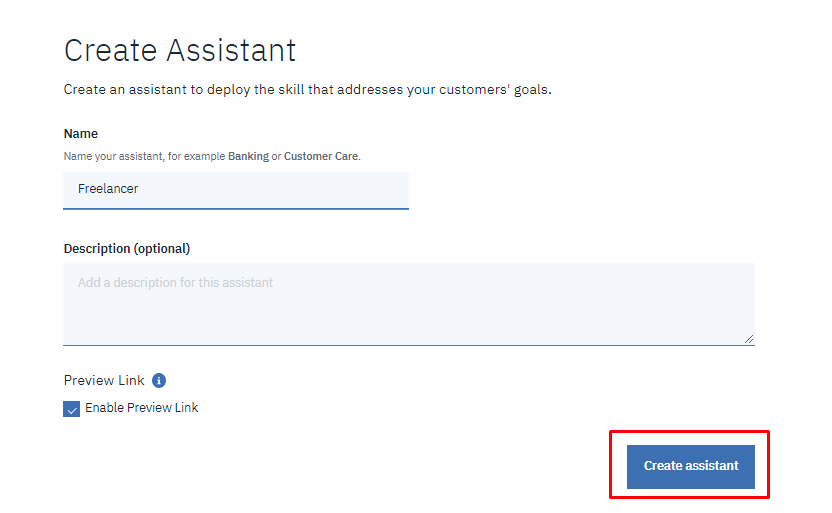 Create Assistant
Create an assistant to deploy the skill that addresses your customers' goals.
Name
Name your assistant, for example Banking or Customer Care.
Freelancer
Description (optional)
Add a description for this assistant
Preview Link i
Enable Preview Link
Create assistant